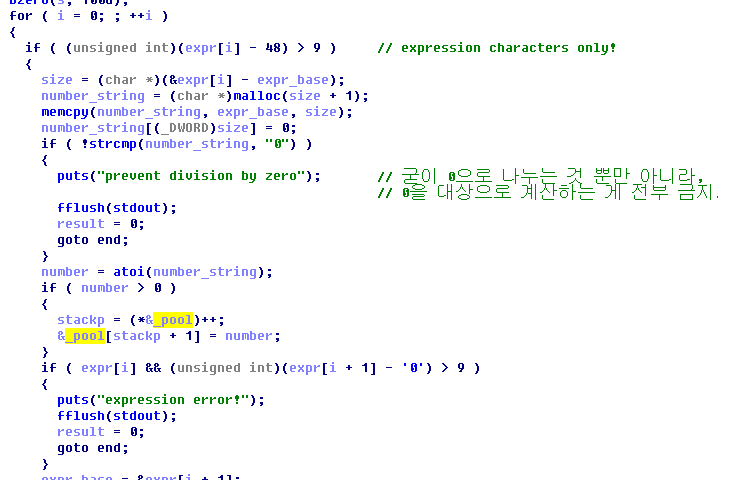 bzero(s, 100u);
for ( i = 0; ; ++i )
{
if ( (unsigned int)(expr[i] - 48) > 9 ) // expression characters only!
{
size = (char *)(&expr[i] - expr_base);
number_string = (char *)malloc(size + 1);
memcpy(number_string, expr_base, size);
number_string[(_DWORD)size] = 0;
if ( !strcmp(number_string, "0") )
{
puts("prevent division by zero"); // 굳이 0으로 나누는 것 뿐만 아니라,
// 0을 대상으로 계산하는 게 전부 금지.
fflush(stdout);
result = 0;
goto end;
}
number = atoi(number_string);
if ( number > 0 )
{
stackp = (*&_pool)++;
&_pool[stackp + 1] = number;
}
if ( expr[i] && (unsigned int)(expr[i + 1] - '0') > 9 )
{
puts("expression error!");
fflush(stdout);
result = 0;
goto end;
}
expr_base = &expr[i + 1];